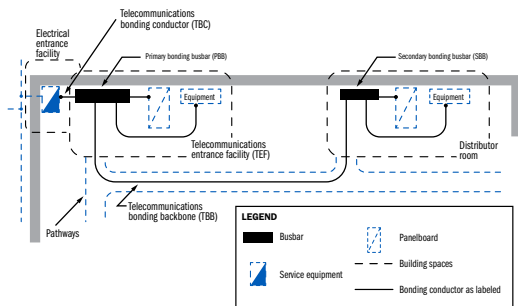 Telecommunications
bonding conductor (TBC)
Electrical
entrance
facility
Primary bonding busbar (PBB)
Secondary bonding busbar (SBB)
Equipment
Equipment
Telecommunications
entrance facility (TEF)
Distributor
room
Telecommunications
bonding backbone (TBB)
Pathways
LEGEND
Busbar
Panelboard
Service equipment
Building spaces
Bonding conductor as labeled